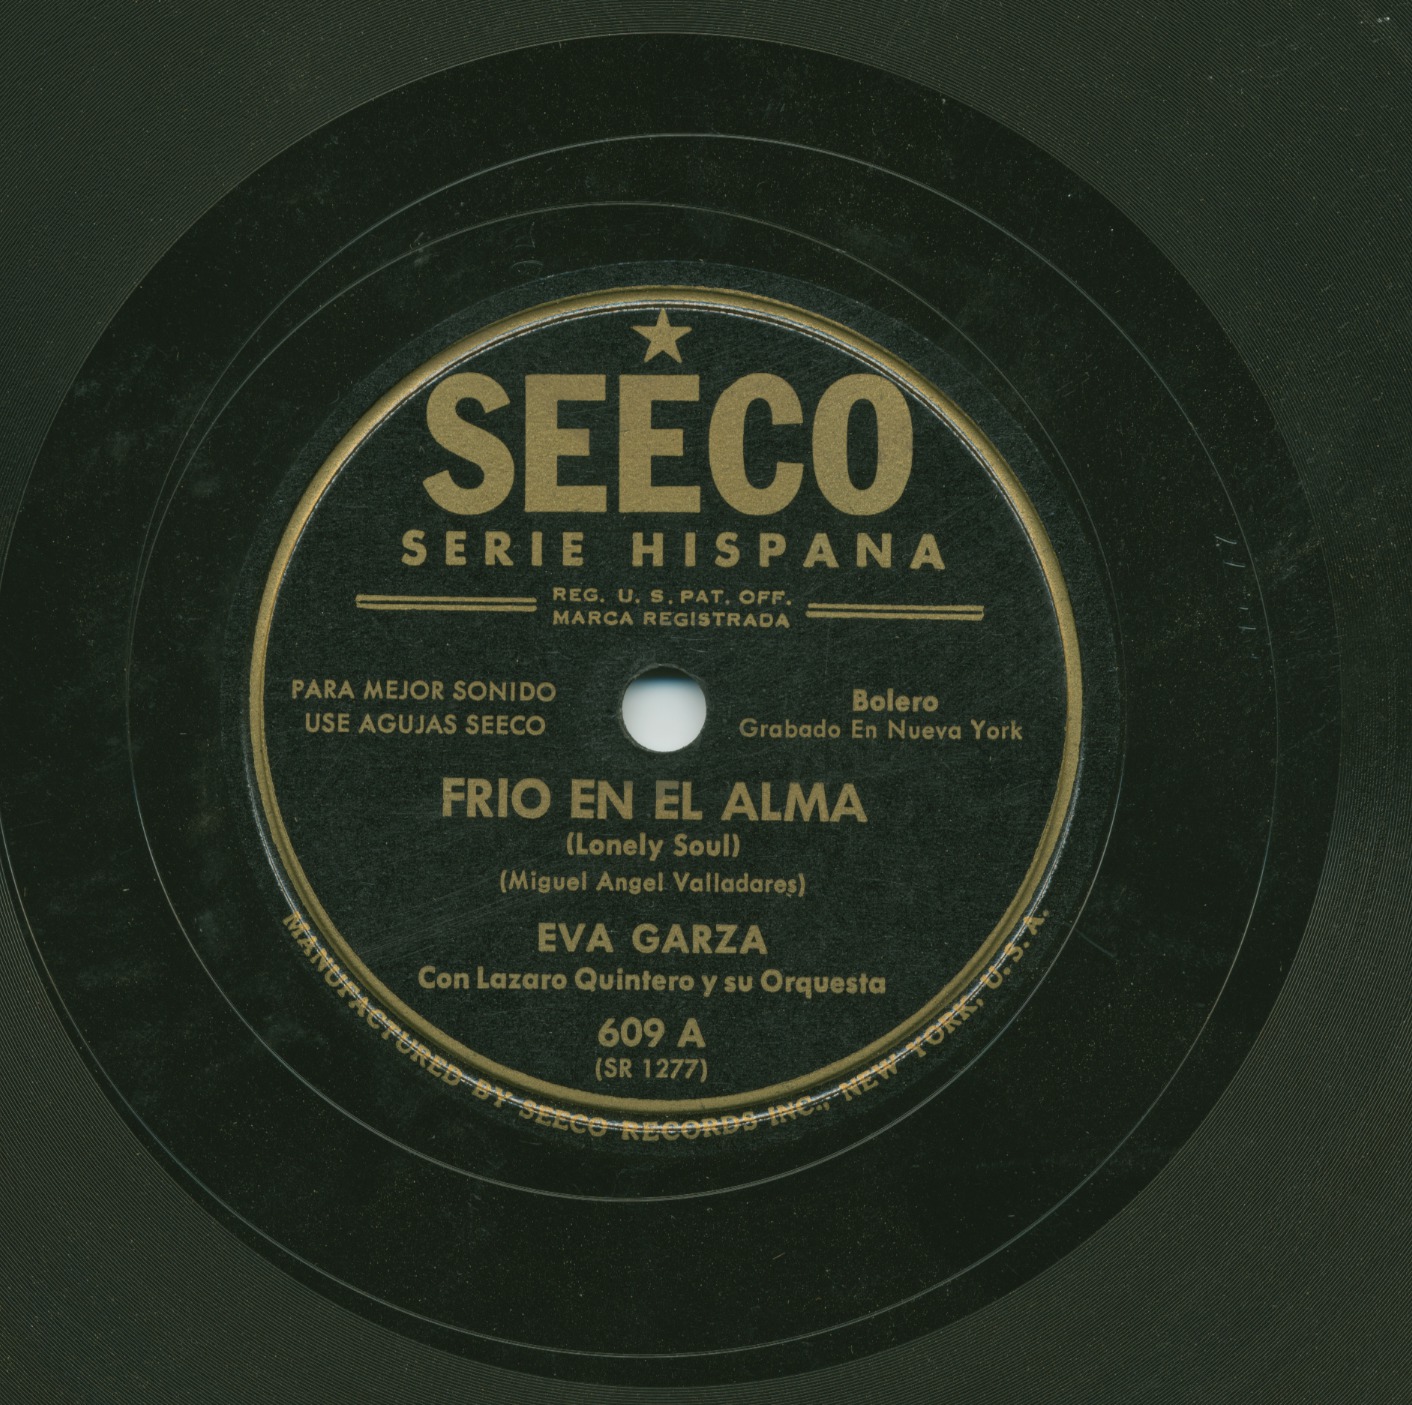 SEECO
SERIE HISPANA
REG. U. S. PAT. OFF.
MARCA REGISTRADA
PARA MEJOR SONIDO
USE AGUJAS SEECO
Bolero
Grabado En Nueva York
FRIO EN EL ALMA
(Lonely Soul)
(Miguel Angel Valladares)
EVA GARZA
Con Lazaro Quintero y su Orquesta
609 A
(SR 1277)
MANUFACTURED BY SEECO RECORDS INC., NEW YORK, U. S. A.